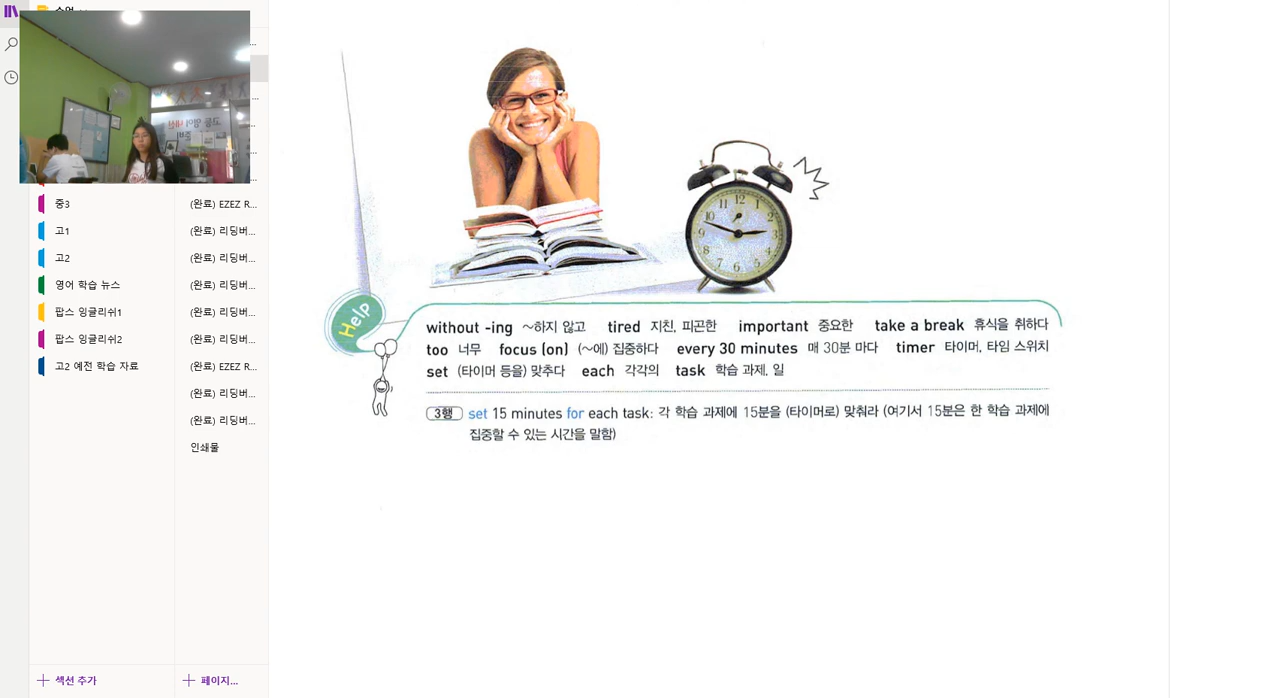 중3
고1
고2
영어 학습 뉴스
팝스 잉글리쉬1
팝스 잉글리쉬2
고2 예전 학습 자료
섹션 추가
(완료) EZEZ R...
(완료) 리딩버...
(완료) 리딩버...
(완료) 리딩버...
(완료) 리딩버...
(완료) 리딩버...
(완료) EZEZ R...
(완료) 리딩버...
(완료) 리딩버...
인쇄물
페이지...
Help
without -ing ~하지 않고 tired 지친, 피곤한 important 중요한 take a break 휴식을 취하다
too 너무 focus (on) (~에) 집중하다 every 30 minutes 매 30분 마다 timer 타이머, 타임 스위치
set (타이머 등을) 맞추다 each 각각의 task 학습 과제, 일
3행 set 15 minutes for each task: 각 학습 과제에 15분을 (타이머로) 맞춰라 (여기서 15분은 한 학습 과제에
집중할 수 있는 시간을 말함)